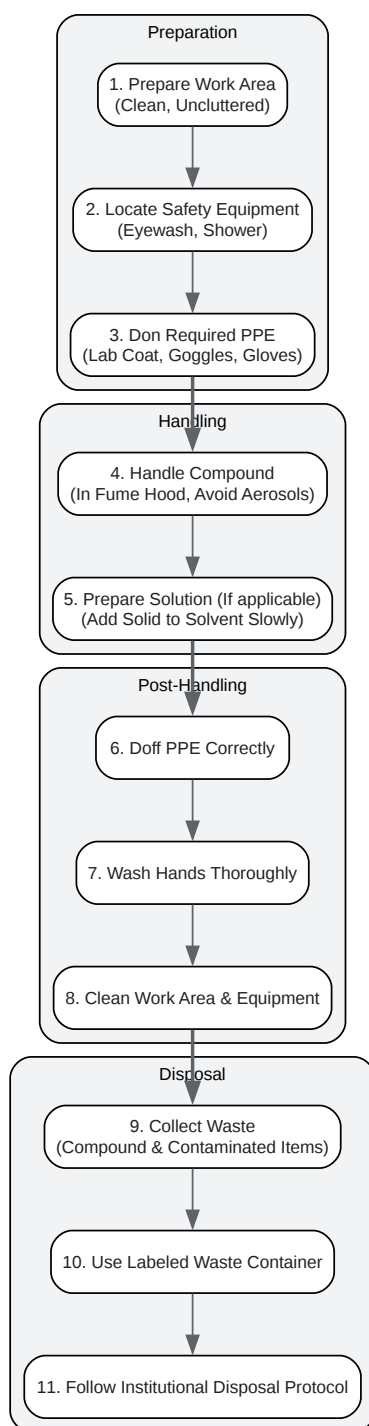 Preparation
1. Prepare Work Area
(Clean, Uncluttered)
2. Locate Safety Equipment
(Eyewash, Shower)
3. Don Required PPE
(Lab Coat, Goggles, Gloves)
Handling
4. Handle Compound
(In Fume Hood, Avoid Aerosols)
5. Prepare Solution (If applicable)
(Add Solid to Solvent Slowly)
Post-Handling
6. Doff PPE Correctly
7. Wash Hands Thoroughly
8. Clean Work Area & Equipment
Disposal
9. Collect Waste
(Compound & Contaminated Items)
10. Use Labeled Waste Container
11. Follow Institutional Disposal Protocol